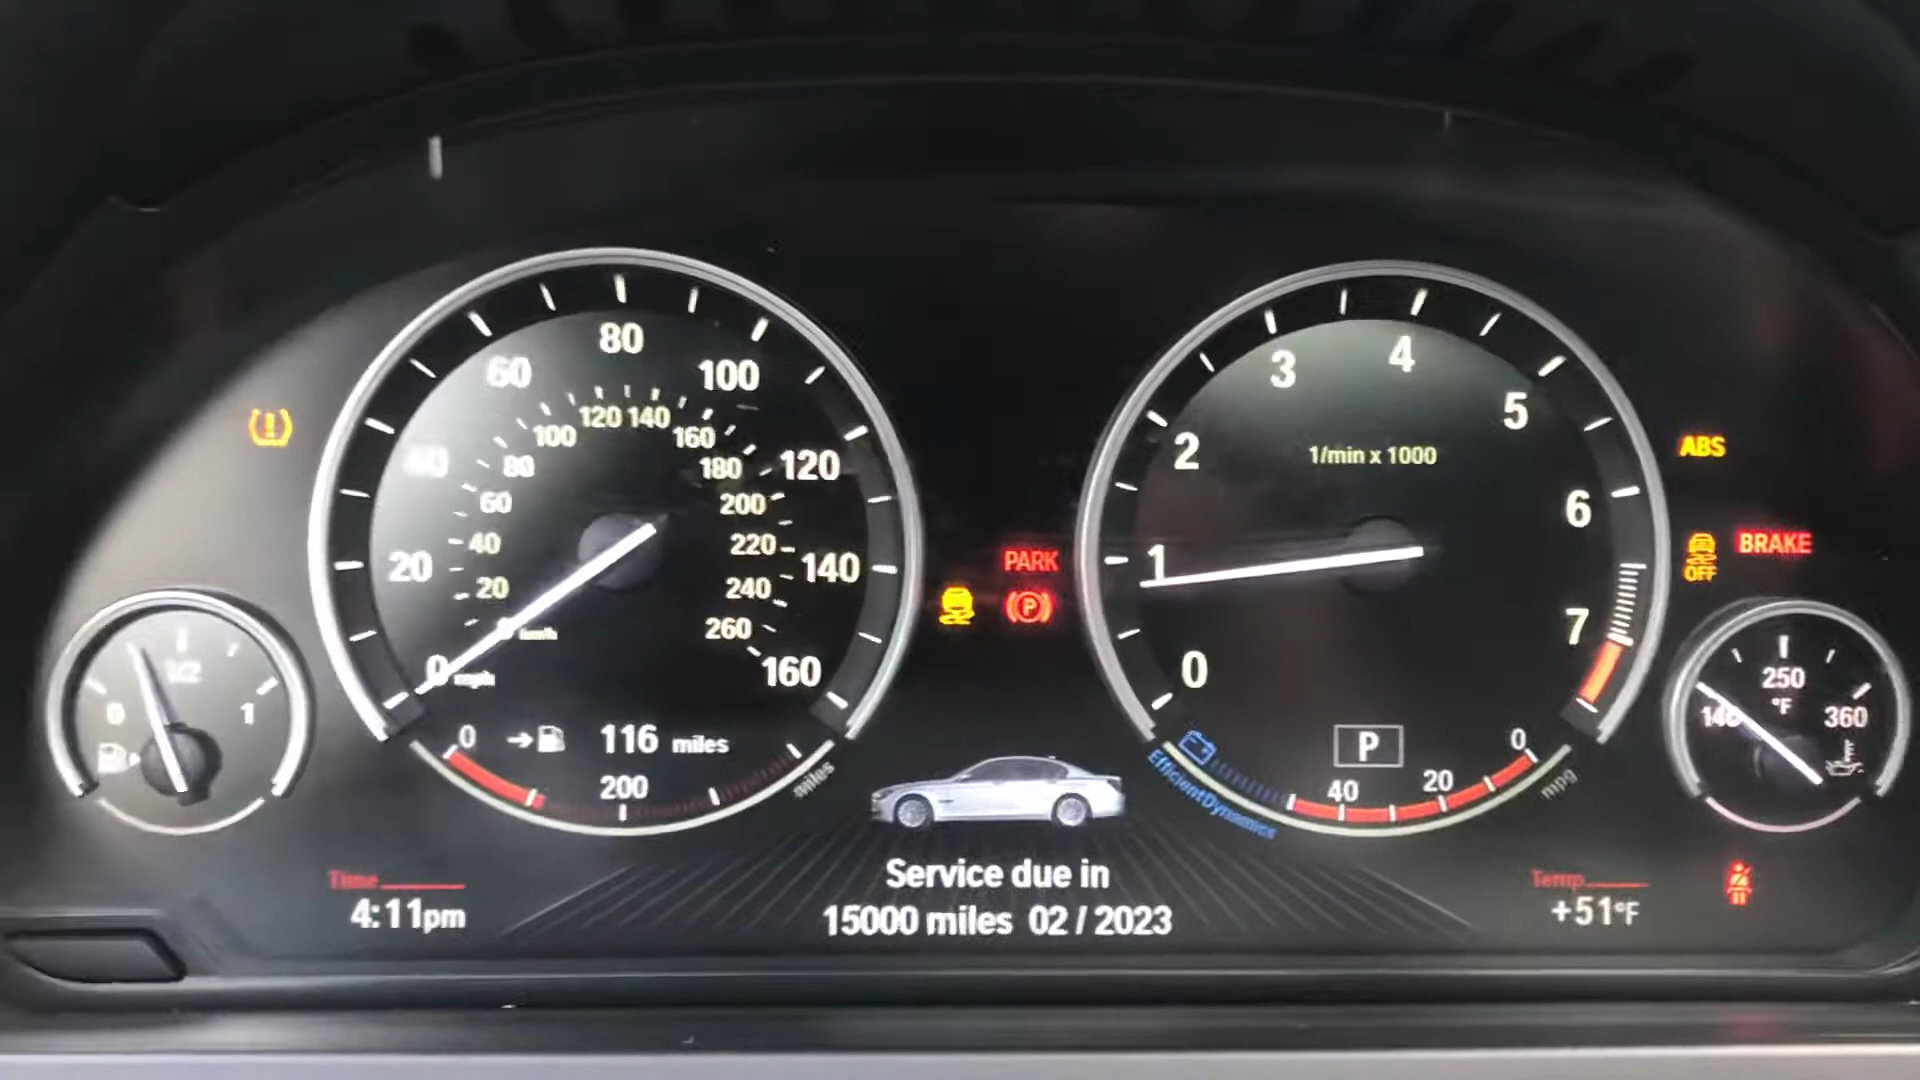 80
60
100
120 140
100
160
40
80
180
120
60
200
40
220
20
140
20
240
km/h
260
0
mph
160
1/2
0
1
0
116 miles
200
miles
3
4
5
2
1/min x 1000
6
1
7
0
P
0
40
20
mpg
EfficientDynamics
PARK
P
ABS
OFF
BRAKE
250
°F
140
360
Time
4:11pm
Service due in
15000 miles 02 / 2023
Temp
+51°F